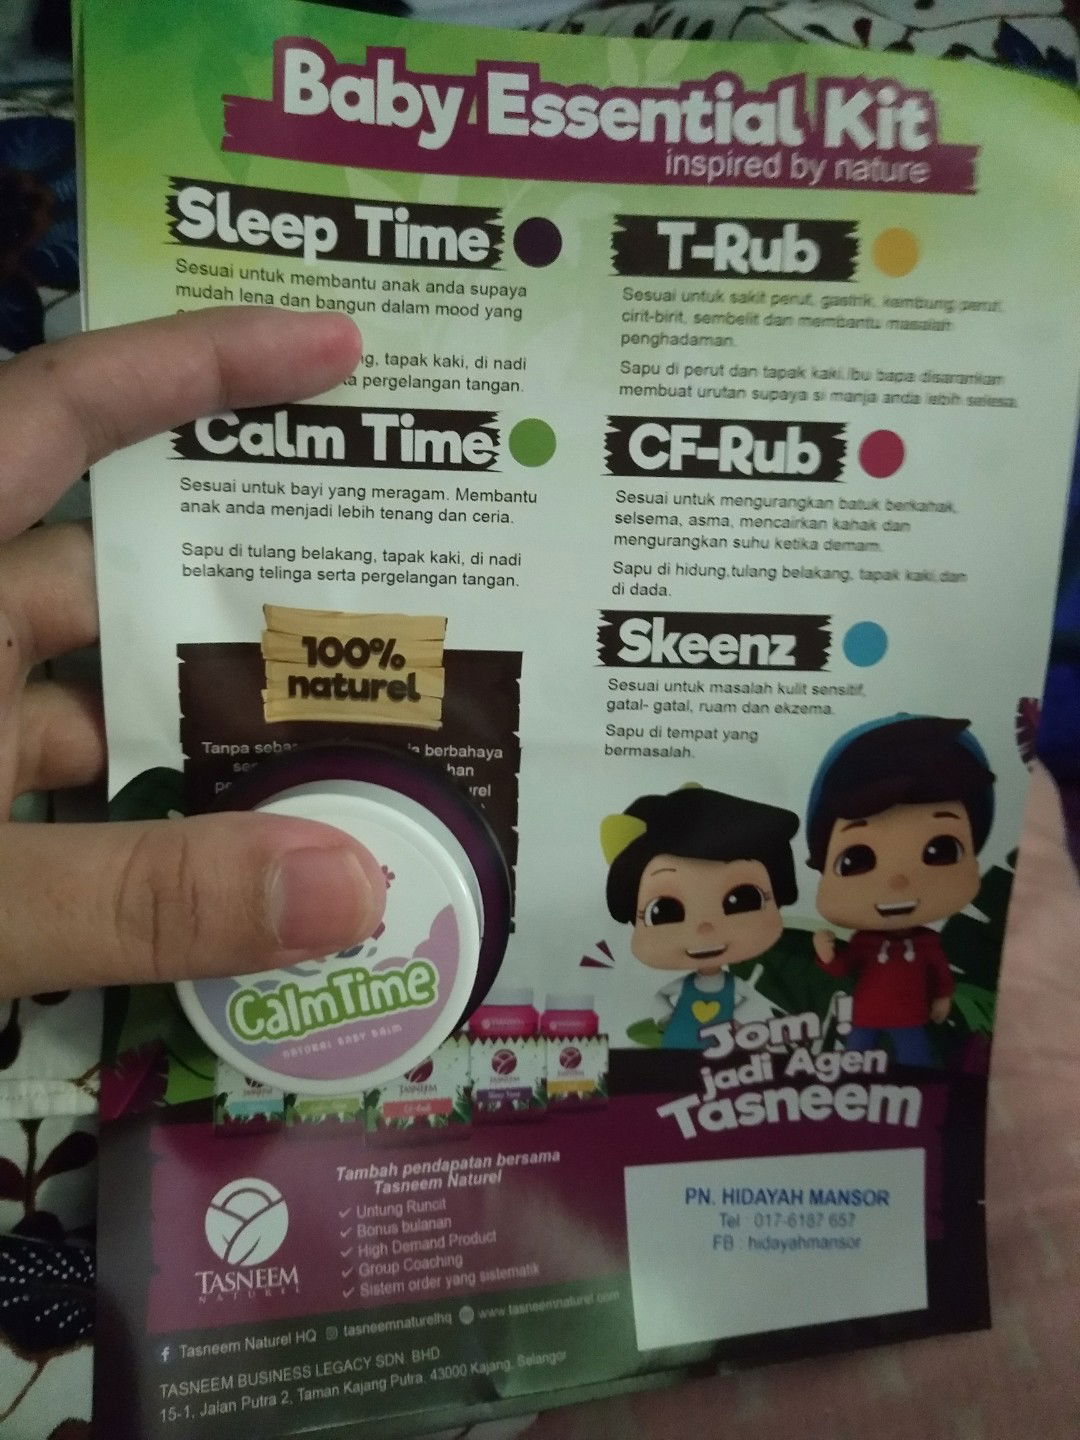 Baby Essential Kit
inspired by nature
Sleep Time
Sesuai untuk membantu anak anda supaya
mudah lena dan bangun dalam mood yang
tapak kaki, di nadi
pergelangan tangan.
Calm Time
Sesuai untuk bayi yang meragam. Membantu
anak anda menjadi lebih tenang dan ceria.
Sapu di tulang belakang, tapak kaki, di nadi
belakang telinga serta pergelangan tangan.
100%
naturel
Tanpa berbahaya
T-Rub
Sesuai untuk sakit perut, gastrik, kembung perut,
cirit-birit, sembelit dan membantu masalah
penghadaman.
Sapu di perut dan tapak kaki.Ibu bapa disarankan
membuat urutan supaya si manja anda lebih selesa.
CF-Rub
Sesuai untuk mengurangkan batuk berkahak,
selsema, asma, mencairkan kahak dan
mengurangkan suhu ketika demam.
Sapu di hidung,tulang belakang, tapak kaki dan
di dada.
Skeenz
Sesuai untuk masalah kulit sensitif,
gatal- gatal, ruam dan ekzema.
Sapu di tempat yang
bermasalah.
CalmTime
NATURAL BABY BALM
TASNEEM
Jom!
jadi Agen
Tasneem
TASNEEM
NATUREL
Tambah pendapatan bersama
Tasneem Naturel
Untung Runcit
Bonus bulanan
High Demand Product
Group Coaching
Sistem order yang sistematik
PN. HIDAYAH MANSOR
Tel : 017-6187 657
FB : hidayahmansor
Tasneem Naturel HQ tasneemnaturelhq www.tasneemnaturel.com
TASNEEM BUSINESS LEGACY SDN. BHD.
15-1, Jalan Putra 2, Taman Kajang Putra, 43000 Kajang, Selangor